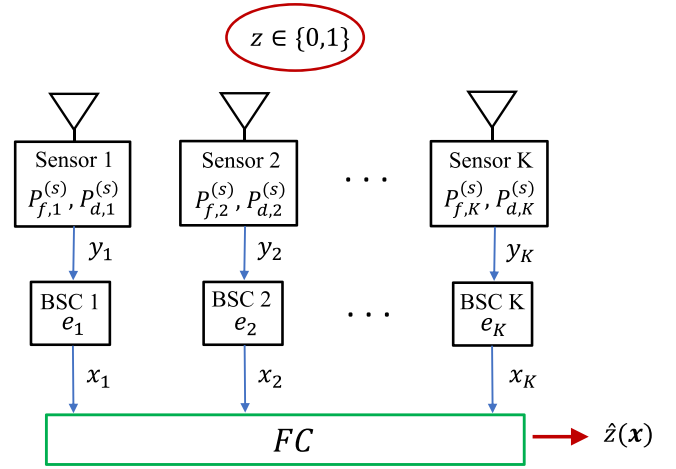 z ∈ {0,1}
Sensor 1 Sensor 2 Sensor K
P_{f,1}^{(s)}, P_{d,1}^{(s)} P_{f,2}^{(s)}, P_{d,2}^{(s)} . . . P_{f,K}^{(s)}, P_{d,K}^{(s)}
y_1 y_2 y_K
BSC 1 BSC 2 BSC K
e_1 e_2 . . . e_K
x_1 x_2 x_K
FC ẑ(x)